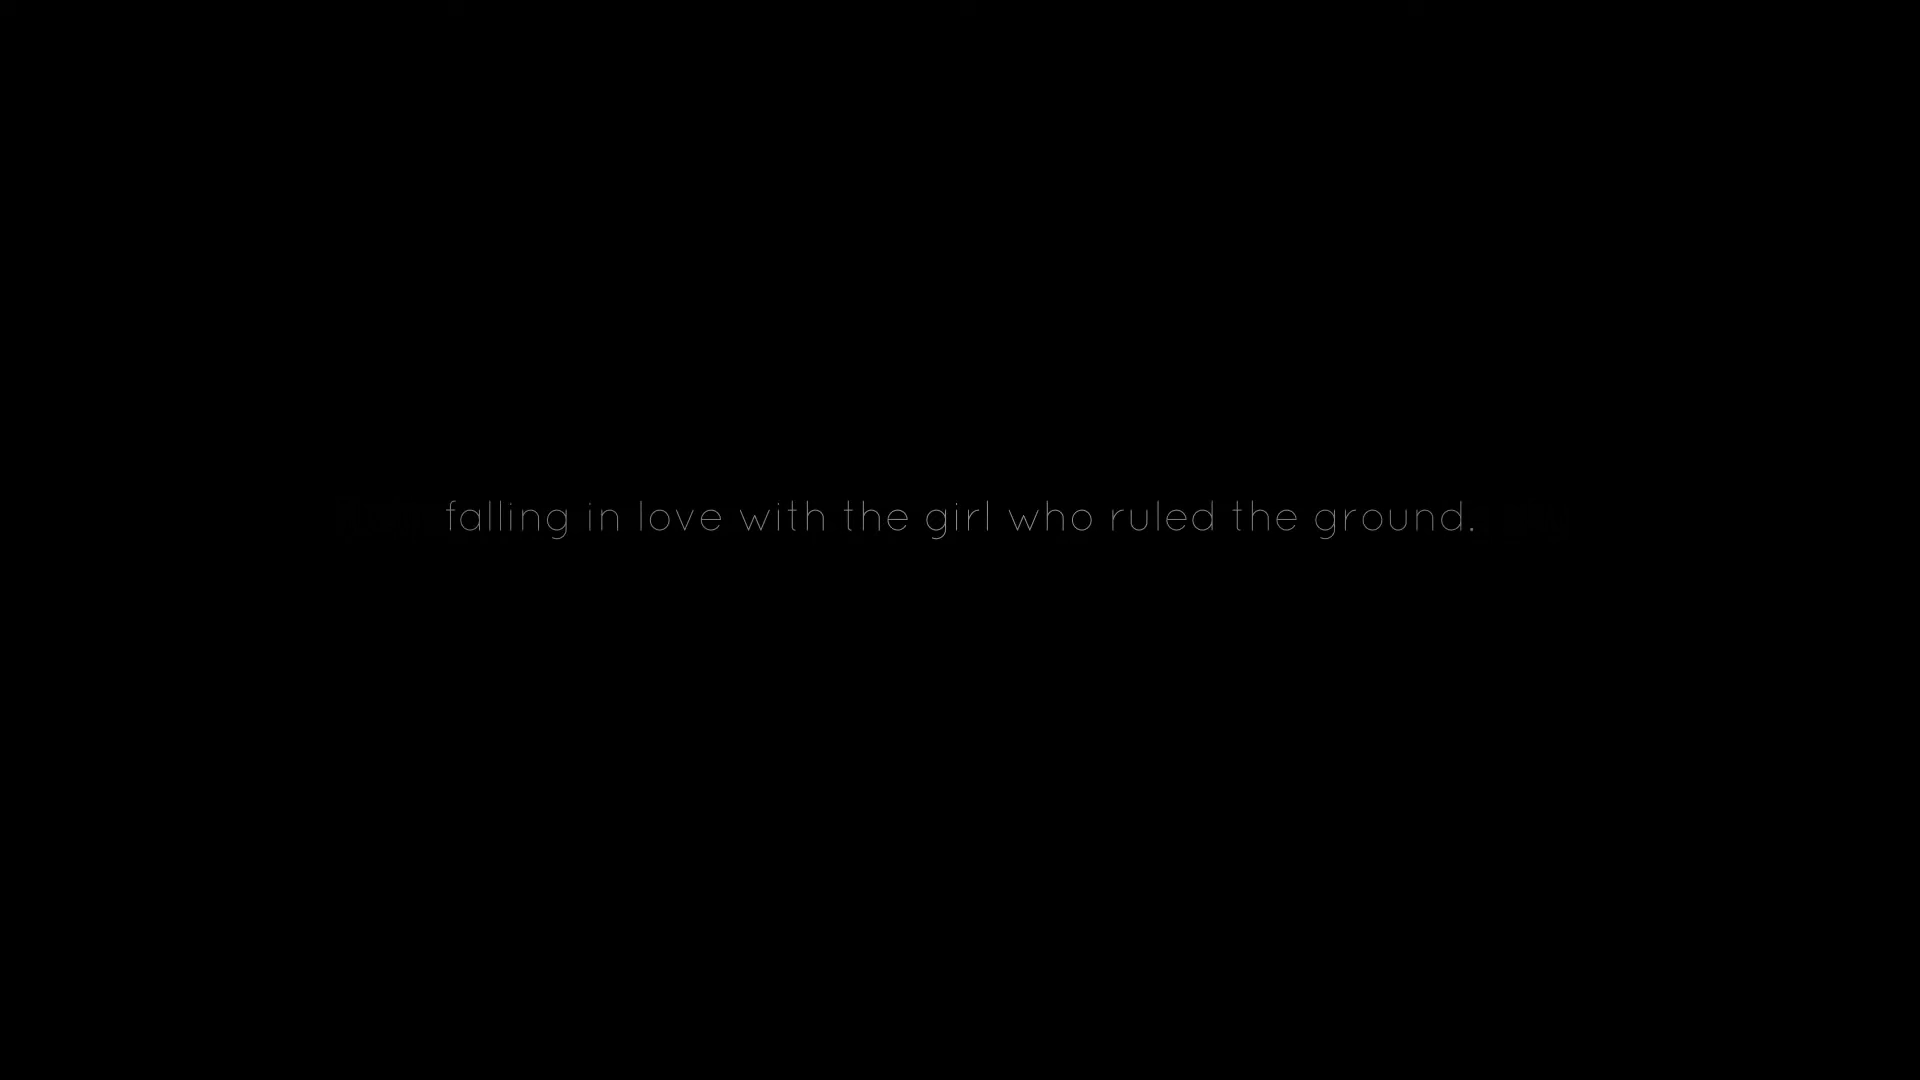 falling in love with the girl who ruled the ground.